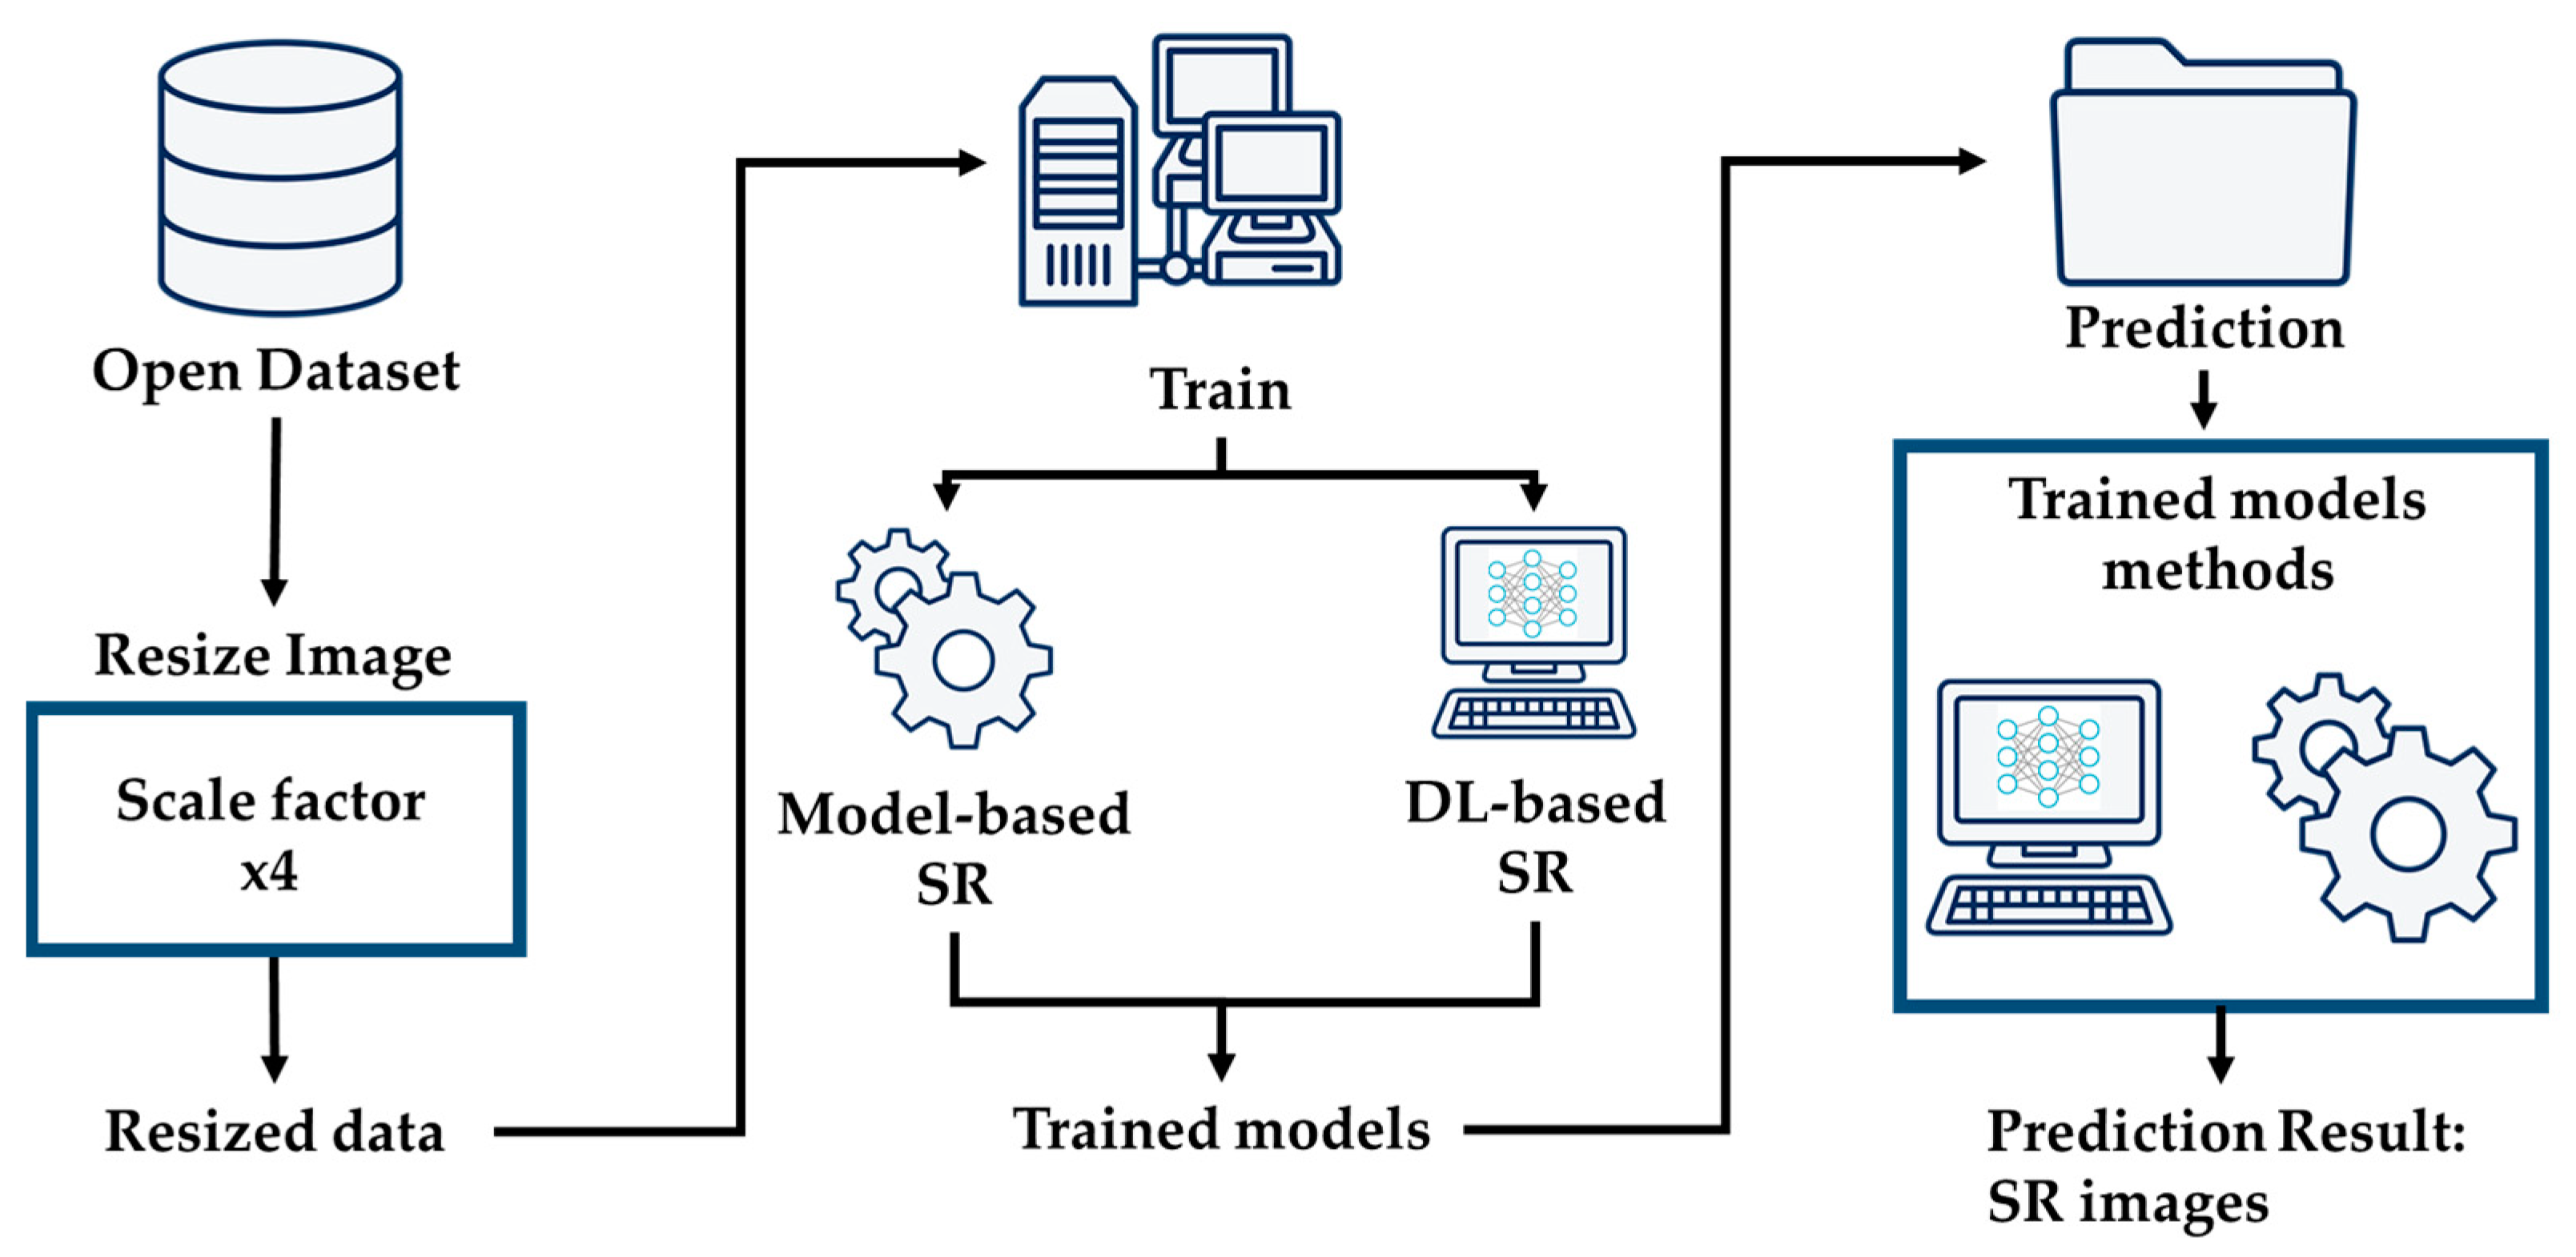 Open Dataset
Resize Image
Scale factor
x4
Resized data
Train
Model-based
SR
DL-based
SR
Trained models
Prediction
Trained models
methods
Prediction Result:
SR images